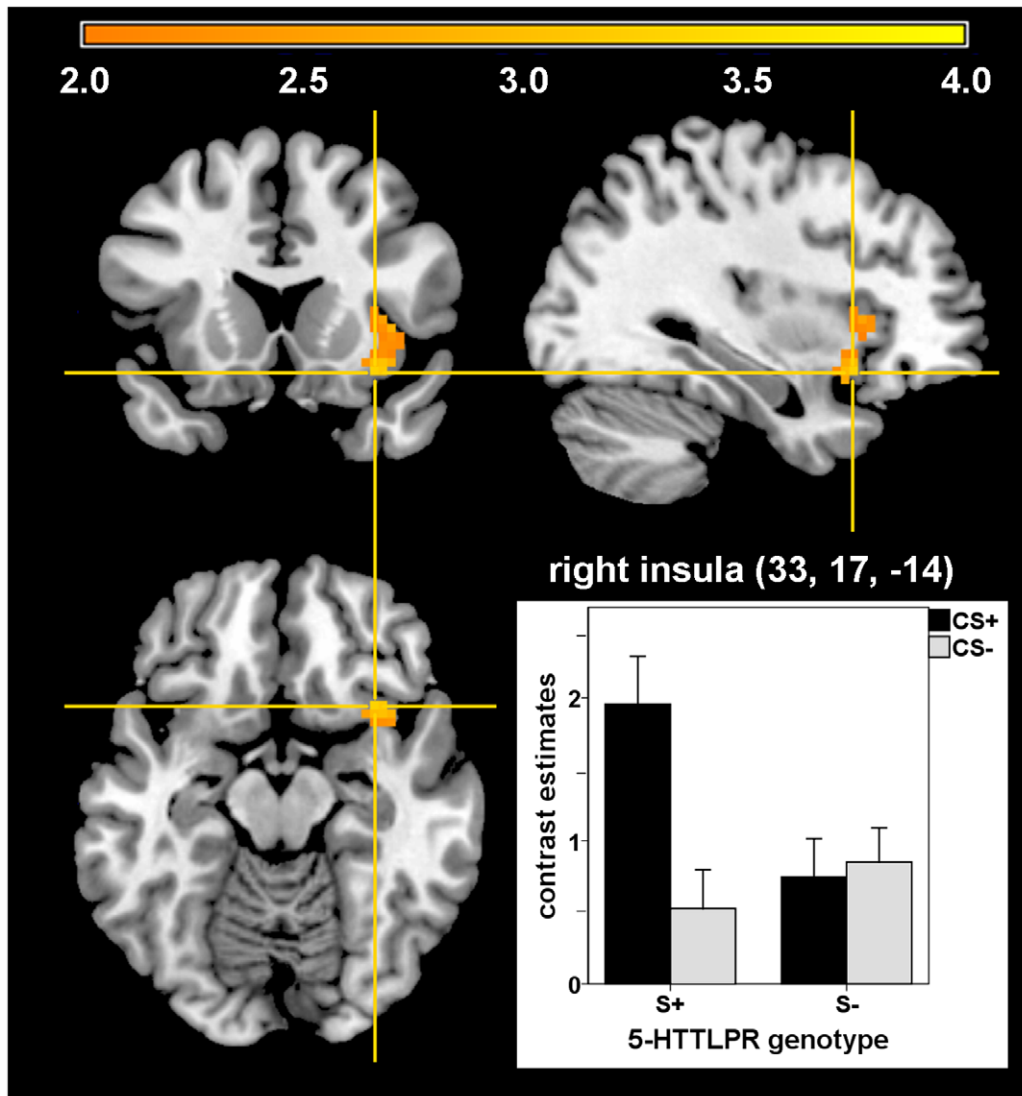 2.0 2.5 3.0 3.5 4.0
right insula (33, 17, -14)
CS+
CS-
2
1
0
contrast estimates
S+ S-
5-HTTLPR genotype